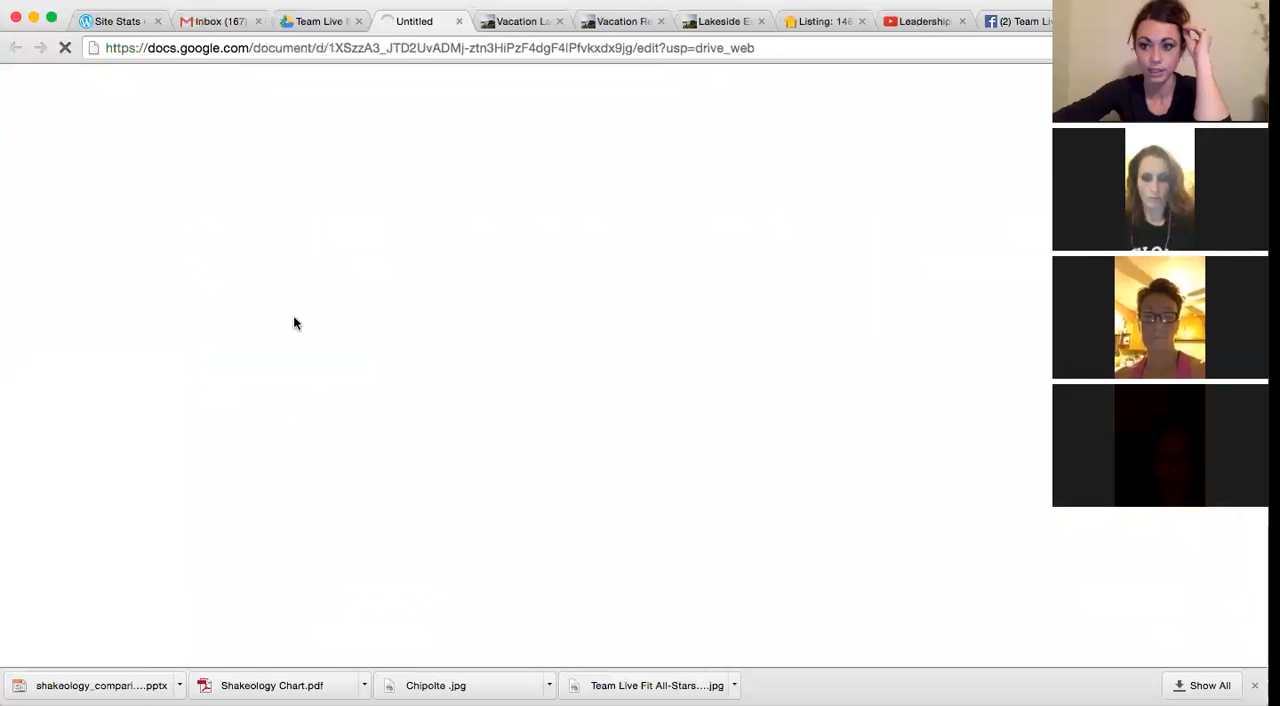 Site Stats
Inbox (167)
Team Live
Untitled
Vacation La
Vacation Re
Lakeside E
Listing: 148
Leadership
(2) Team Liv
https://docs.google.com/document/d/1XSzzA3_JTD2UvADMj-ztn3HiPzF4dgF4lPfvkxdx9jg/edit?usp=drive_web
shakeology_compari....pptx
Shakeology Chart.pdf
Chipolte .jpg
Team Live Fit All-Stars....jpg
Show All